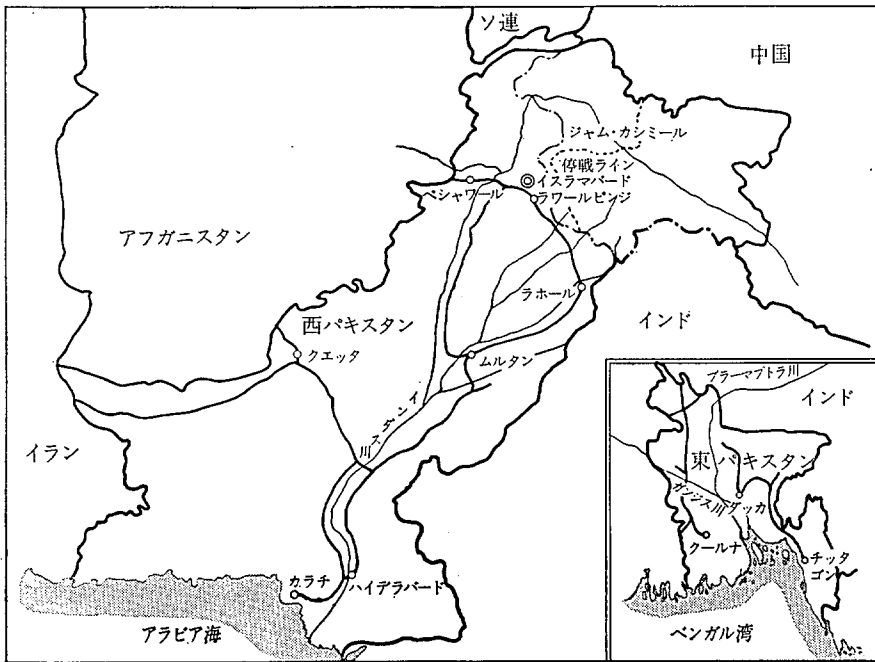 ソ連
中国
ジャム・カシミール
停戦ライン
イスラマバード
ペシャワール
ラワールピンジ
アフガニスタン
ラホール
西パキスタン
インド
クエッタ
ムルタン
インダス川
イラン
カラチ
ハイデラバード
アラビア海
ブラーマプトラ川
インド
東パキスタン
ガンジス川
ダッカ
クールナ
チッタ
ゴン
ベンガル湾